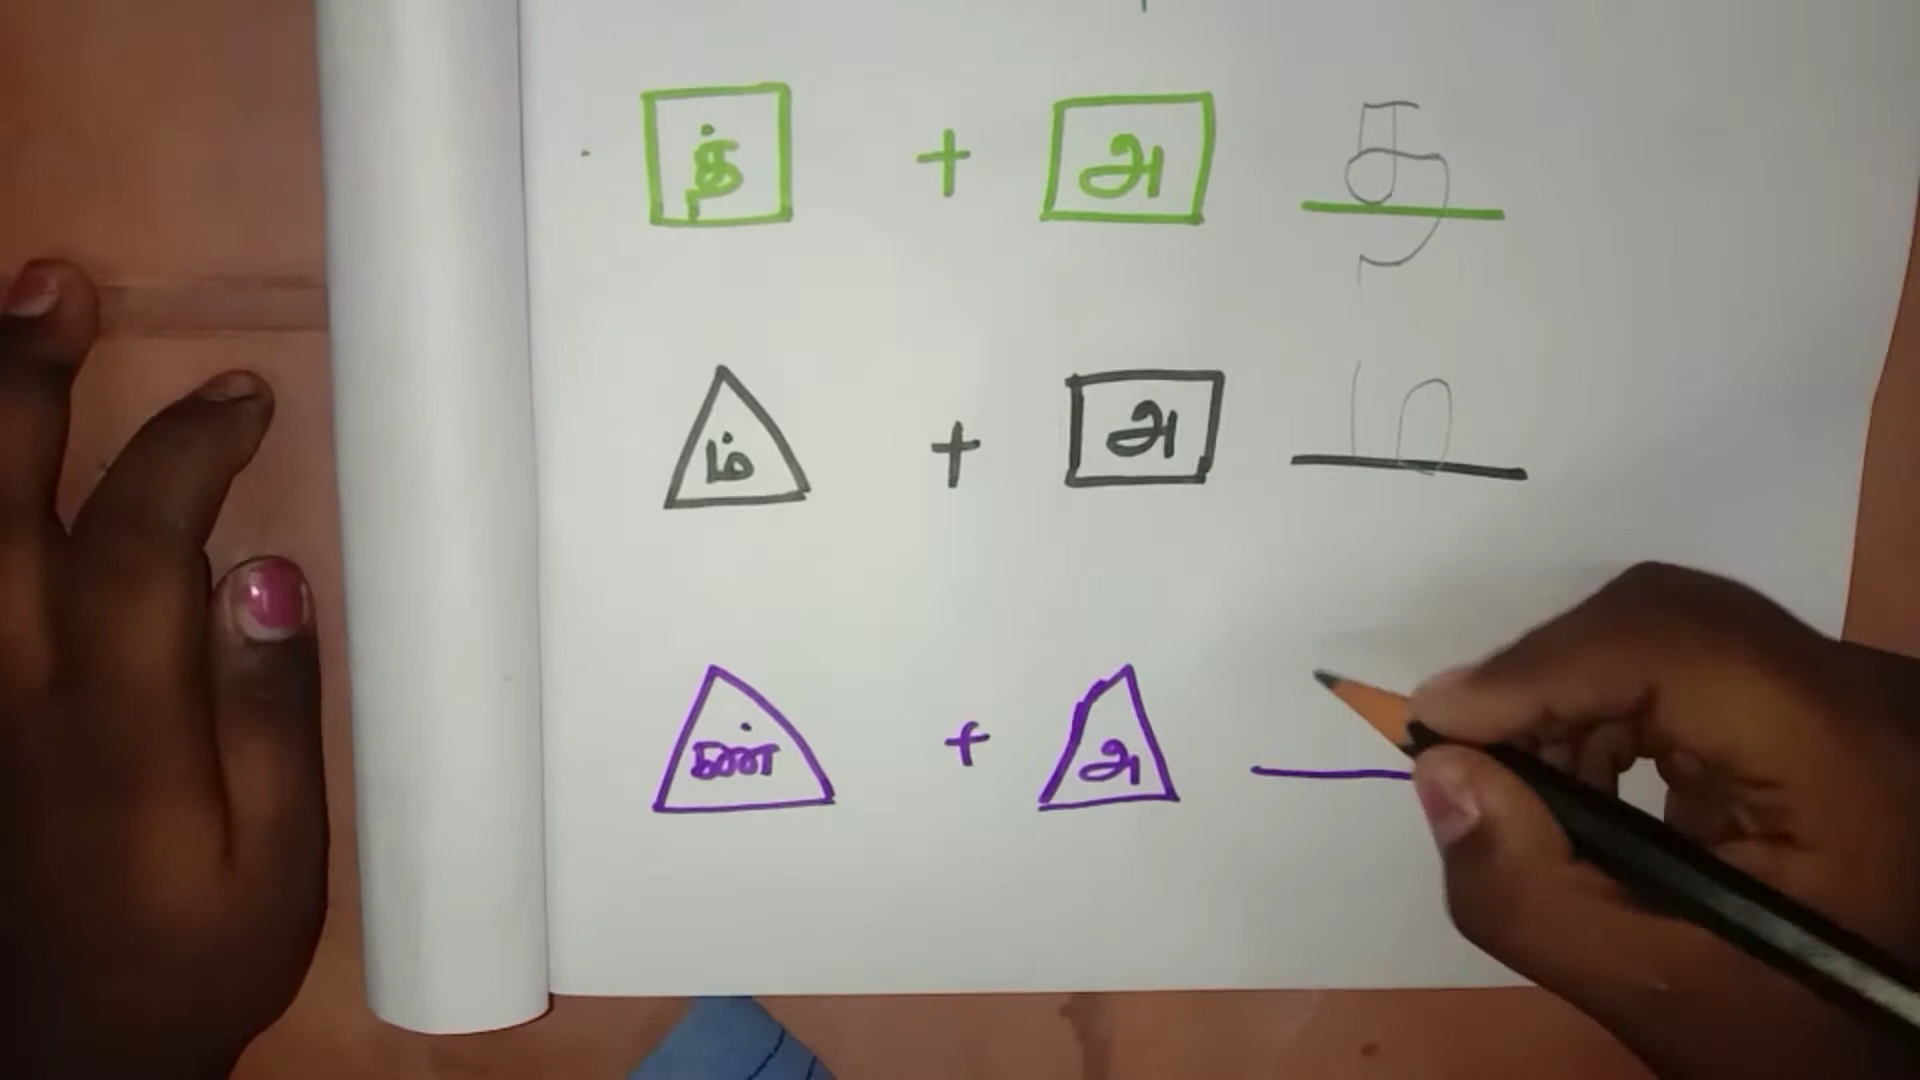 த் + அ த
ம் + அ ம
ண் + அ